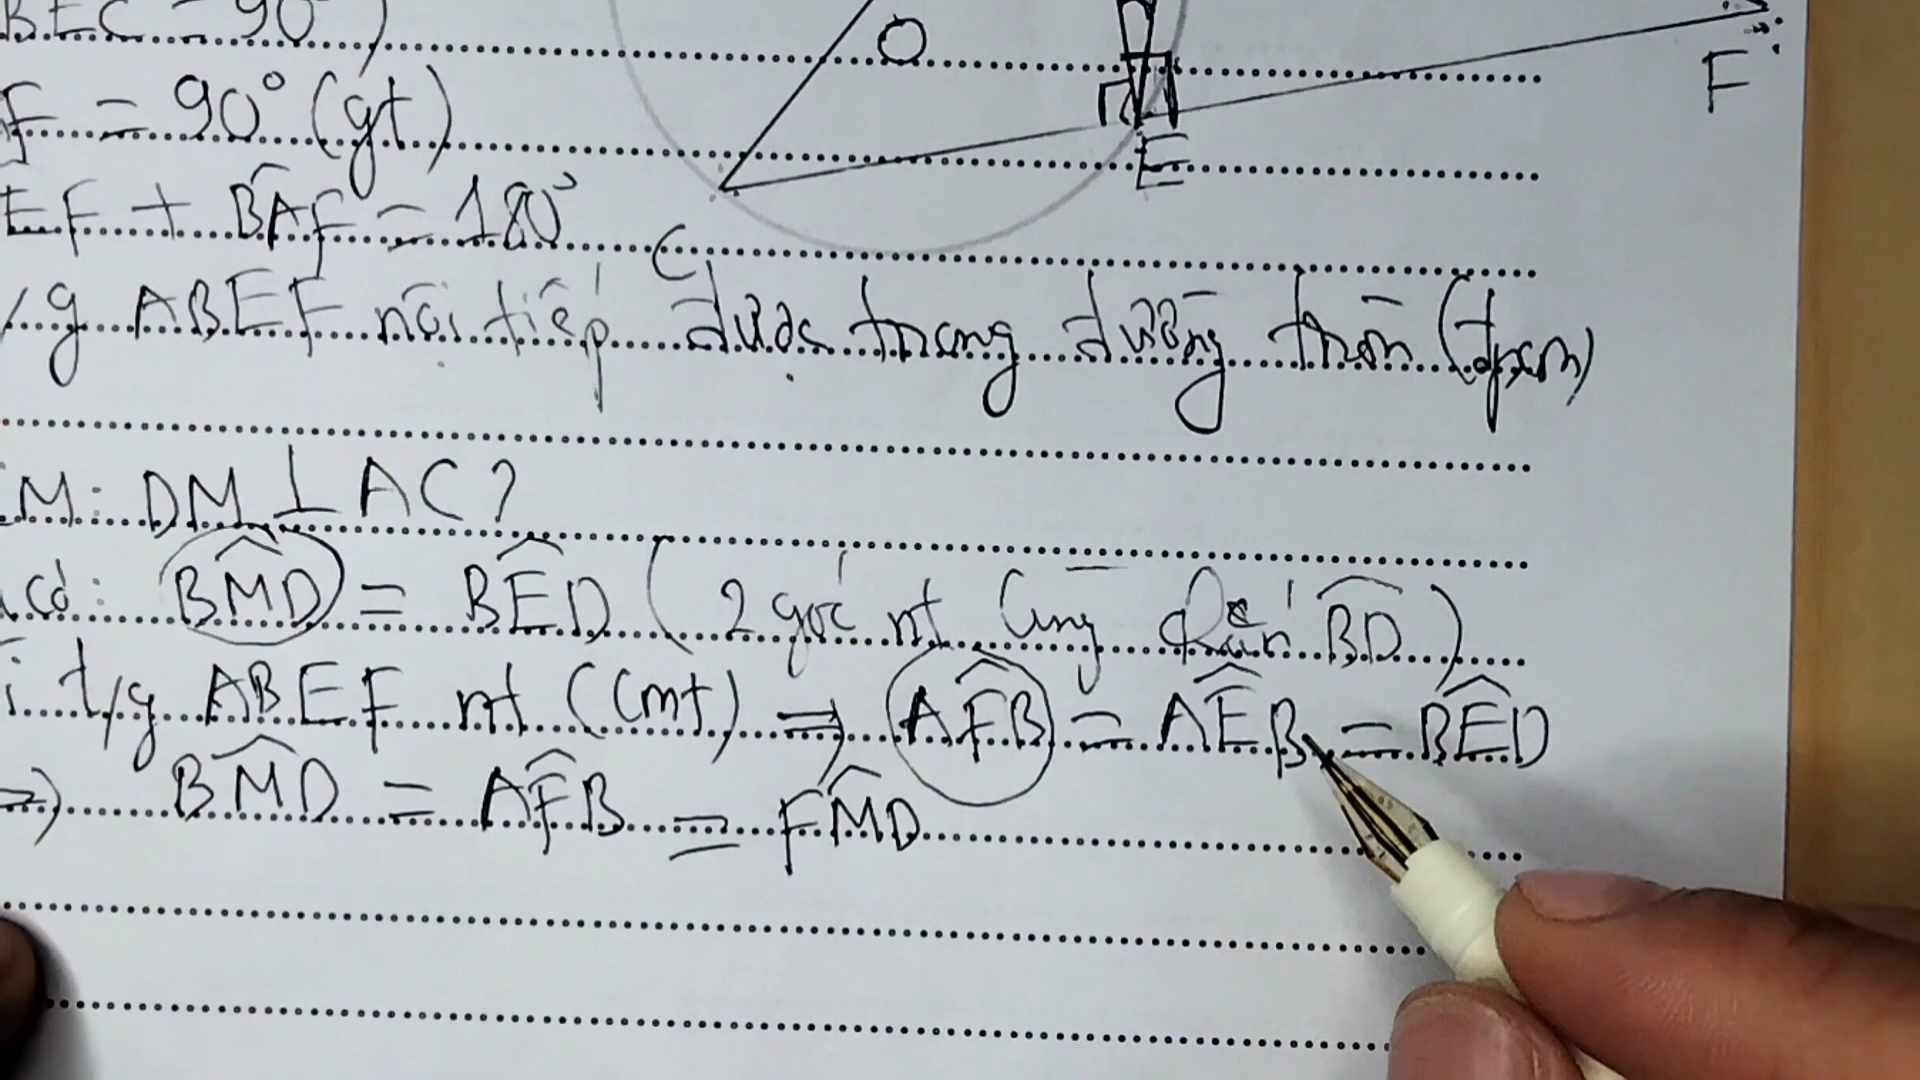 BEC = 90°)
O
F = 90° (gt)
F
E
EF + BAF = 180°
C
/g ABEF nội tiếp được trong đường tròn (đpcm)
CM: DM ⊥ AC?
có: BMD = BED (2 góc nt cùng chắn BD)
t/g ABEF nt (cmt) ⇒ AFB = AEB = BED
⇒) BMD = AFB = FMD